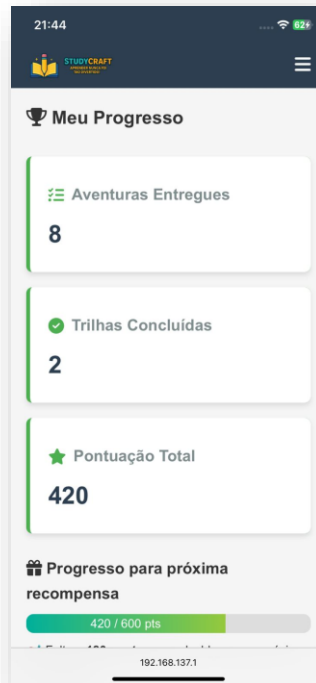 21:44
62
STUDYCRAFT
Meu Progresso
Aventuras Entregues
8
Trilhas Concluídas
2
Pontuação Total
420
Progresso para próxima
recompensa
420 / 600 pts
192.168.137.1